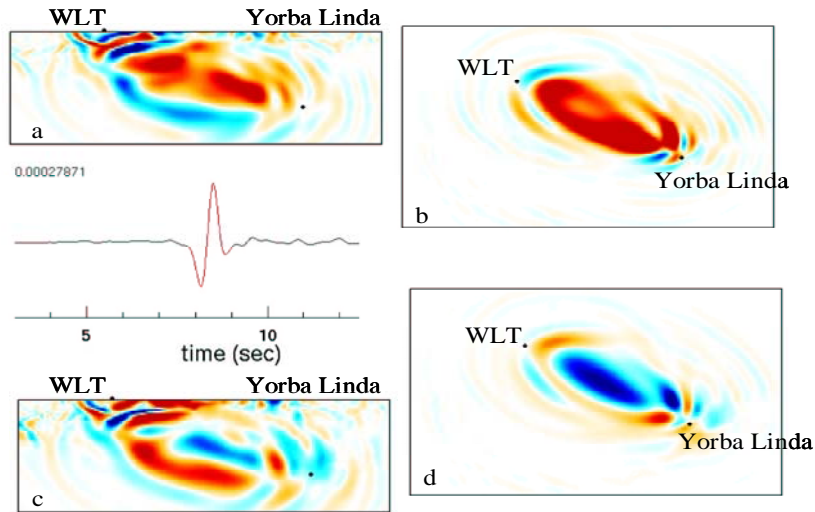 WLT Yorba Linda
a
0.00027871
5 10
time (sec)
WLT Yorba Linda
c
WLT
Yorba Linda
b
WLT
Yorba Linda
d